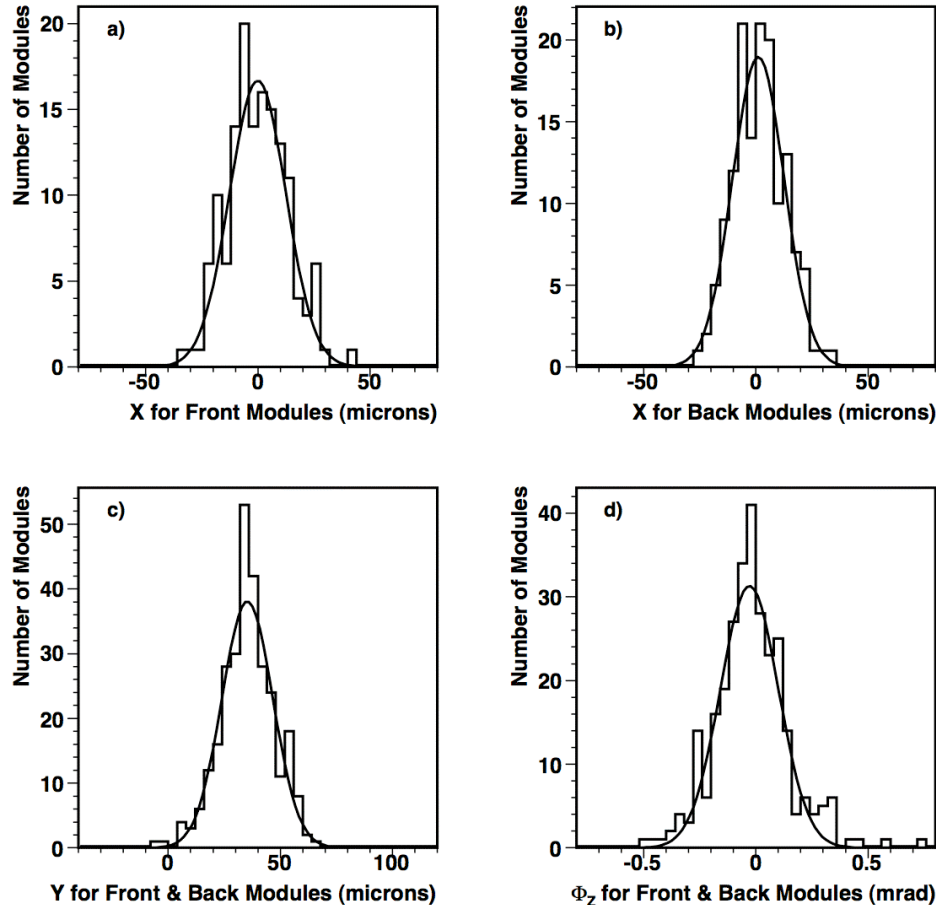 a)
Number of Modules
20
15
10
5
0
-50 0 50
X for Front Modules (microns)
b)
Number of Modules
20
15
10
5
0
-50 0 50
X for Back Modules (microns)
c)
Number of Modules
50
40
30
20
10
0
0 50 100
Y for Front & Back Modules (microns)
d)
Number of Modules
40
30
20
10
0
-0.5 0 0.5
Φz for Front & Back Modules (mrad)